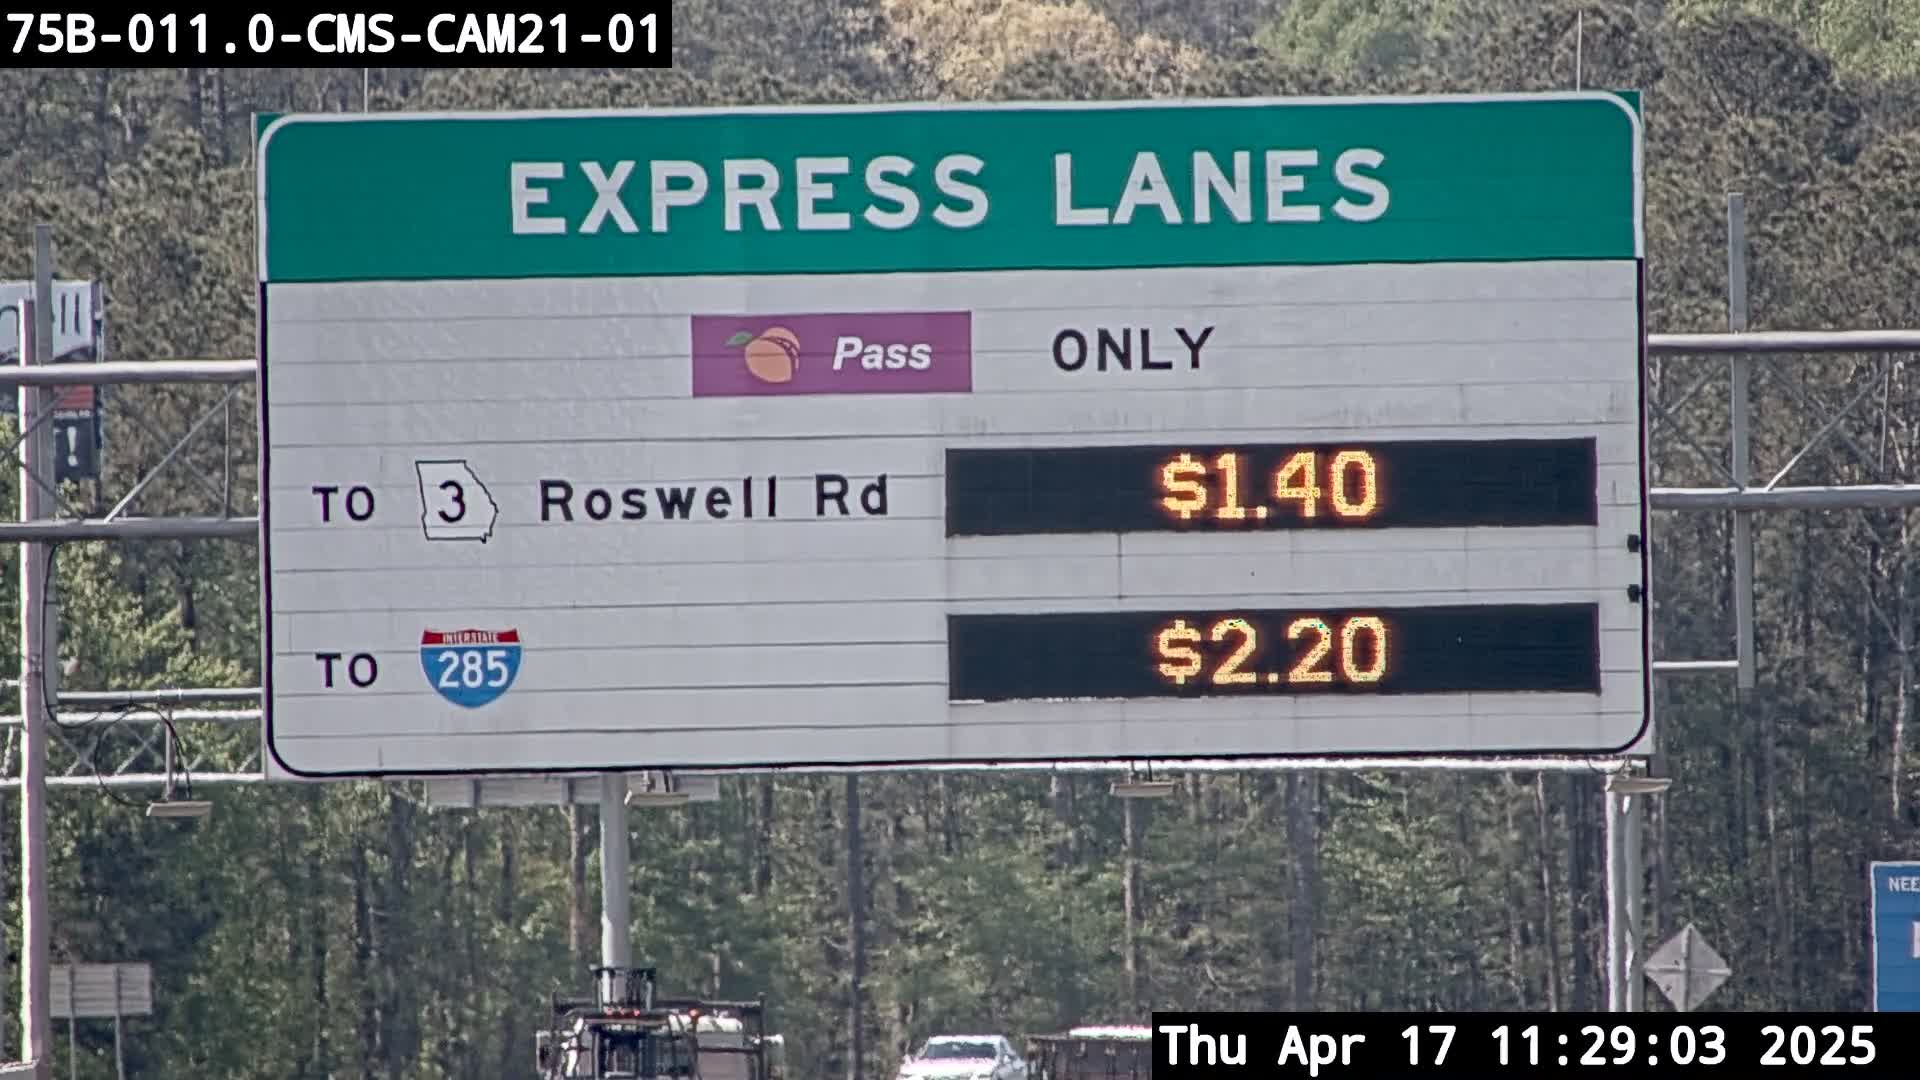 75B-011.0-CMS-CAM21-01
EXPRESS LANES
Pass ONLY
TO 3 Roswell Rd $1.40
INTERSTATE
TO 285 $2.20
NEE
Thu Apr 17 11:29:03 2025